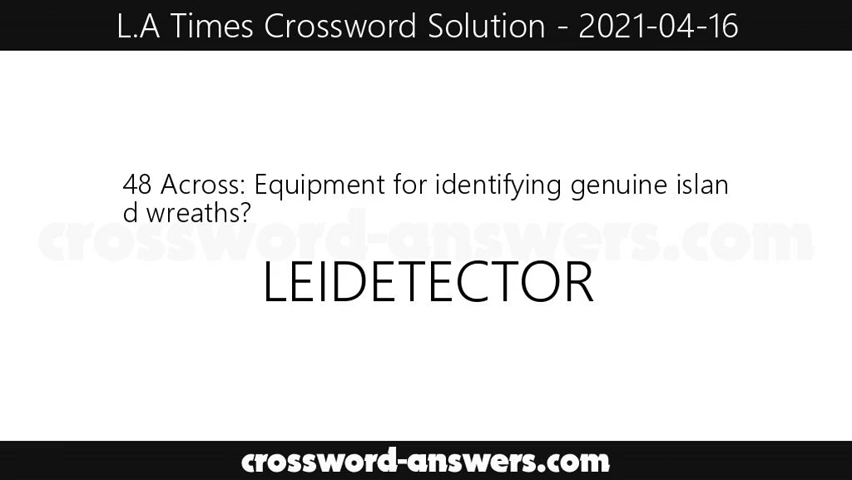 L.A Times Crossword Solution - 2021-04-16
48 Across: Equipment for identifying genuine islan
d wreaths?
crossword-answers.com
LEIDETECTOR
crossword-answers.com